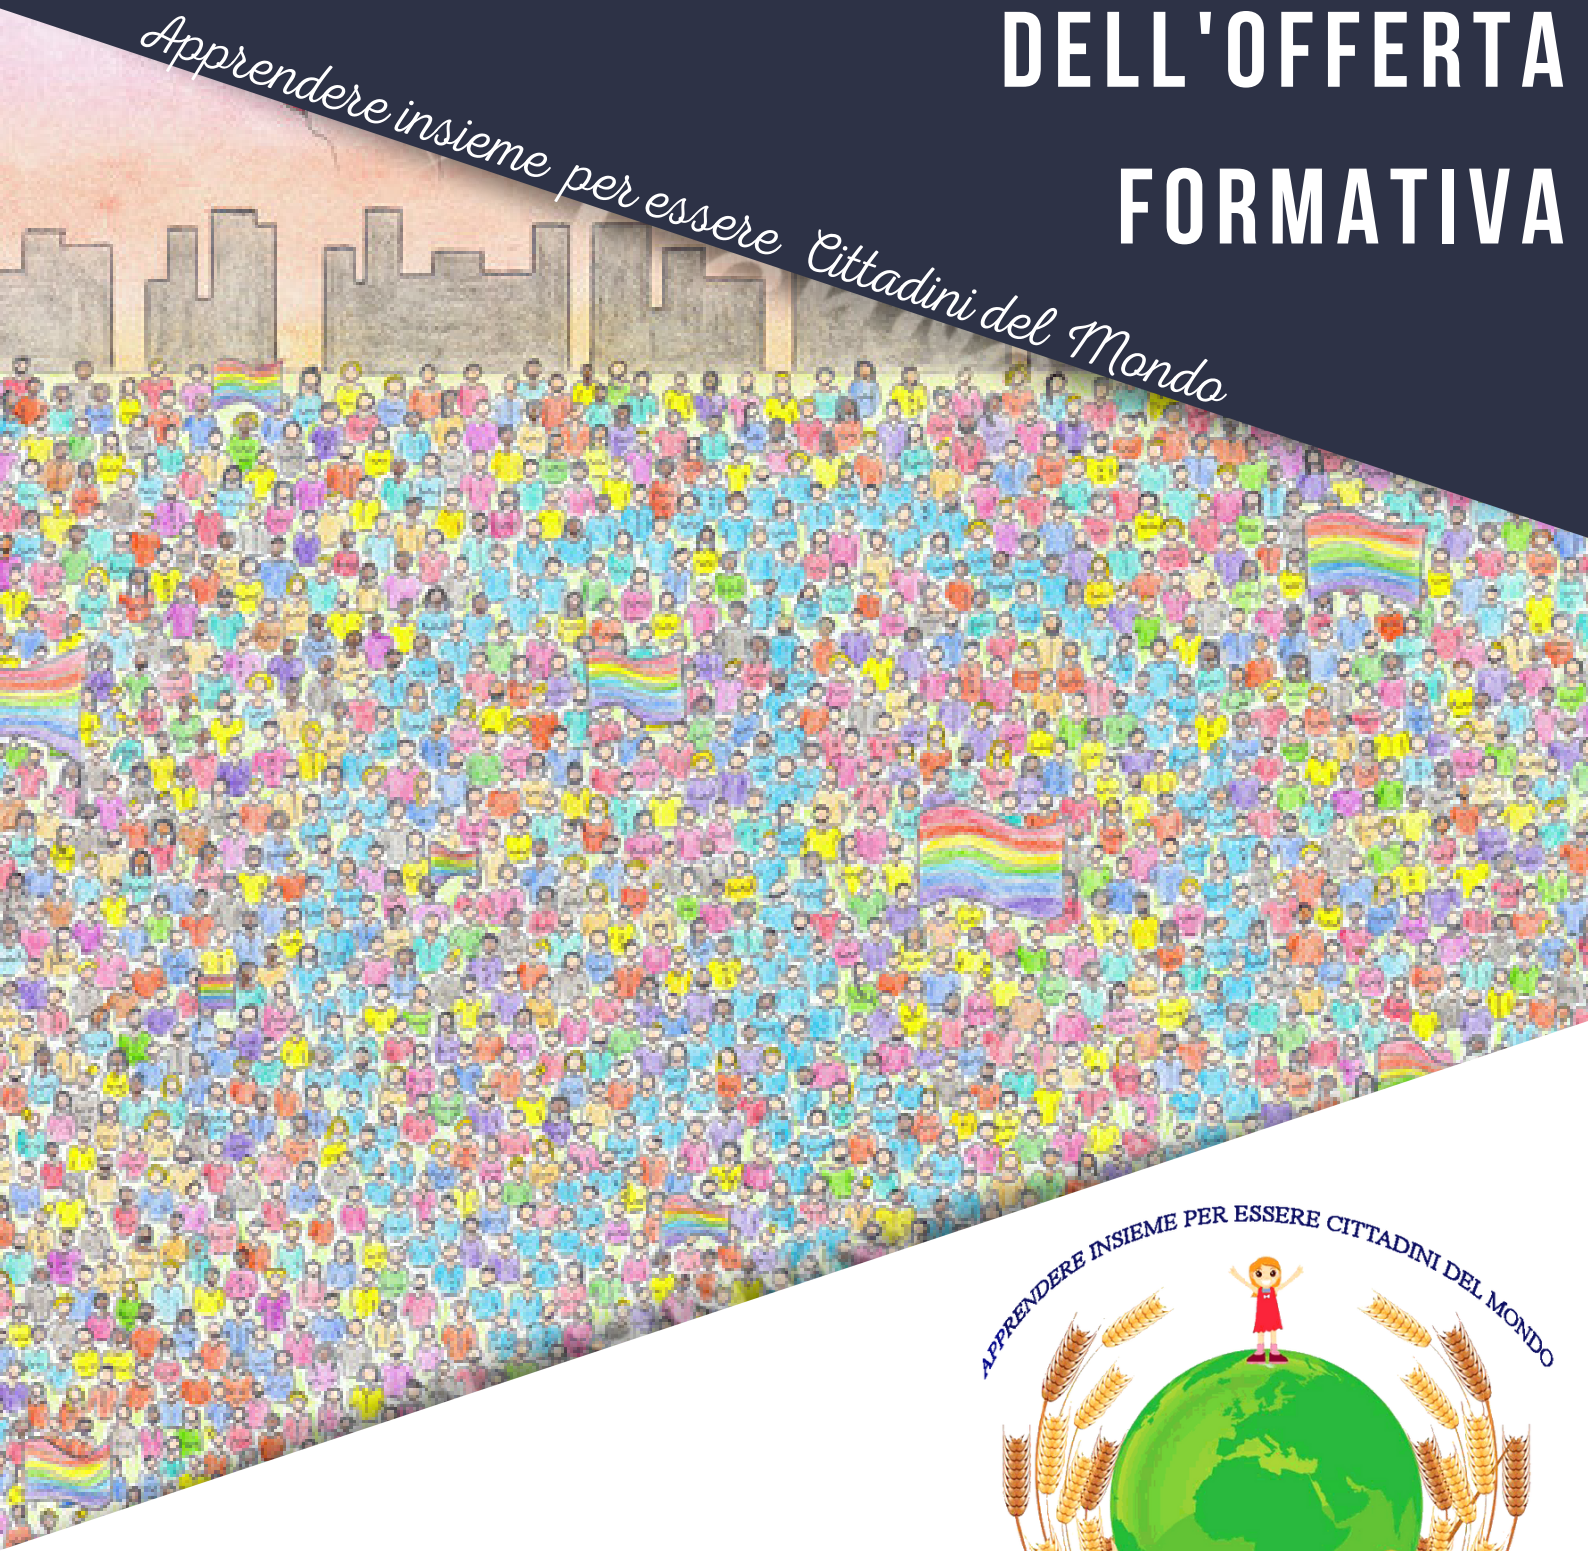 DELL'OFFERTA
FORMATIVA
Apprendere insieme per essere Cittadini del Mondo
APPRENDERE INSIEME PER ESSERE CITTADINI DEL MONDO